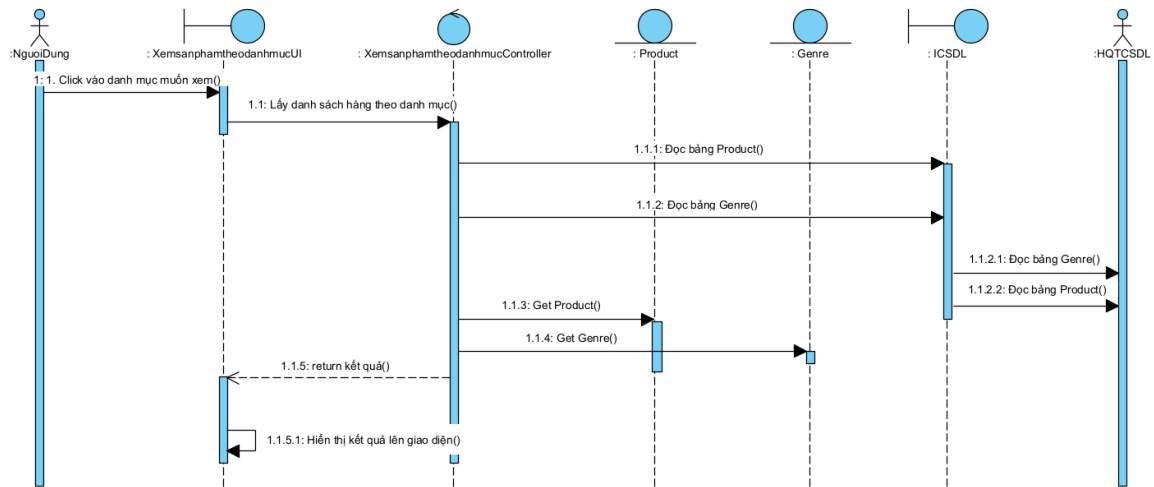 :NguoiDung
: XemsanphamtheodanhmucUI
: XemsanphamtheodanhmucController
: Product
: Genre
: ICSDL
:HQTCSDL
1: 1. Click vào danh mục muốn xem()
1.1: Lấy danh sách hàng theo danh mục()
1.1.1: Đọc bảng Product()
1.1.2: Đọc bảng Genre()
1.1.2.1: Đọc bảng Genre()
1.1.2.2: Đọc bảng Product()
1.1.3: Get Product()
1.1.4: Get Genre()
1.1.5: return kết quả()
1.1.5.1: Hiển thị kết quả lên giao diện()